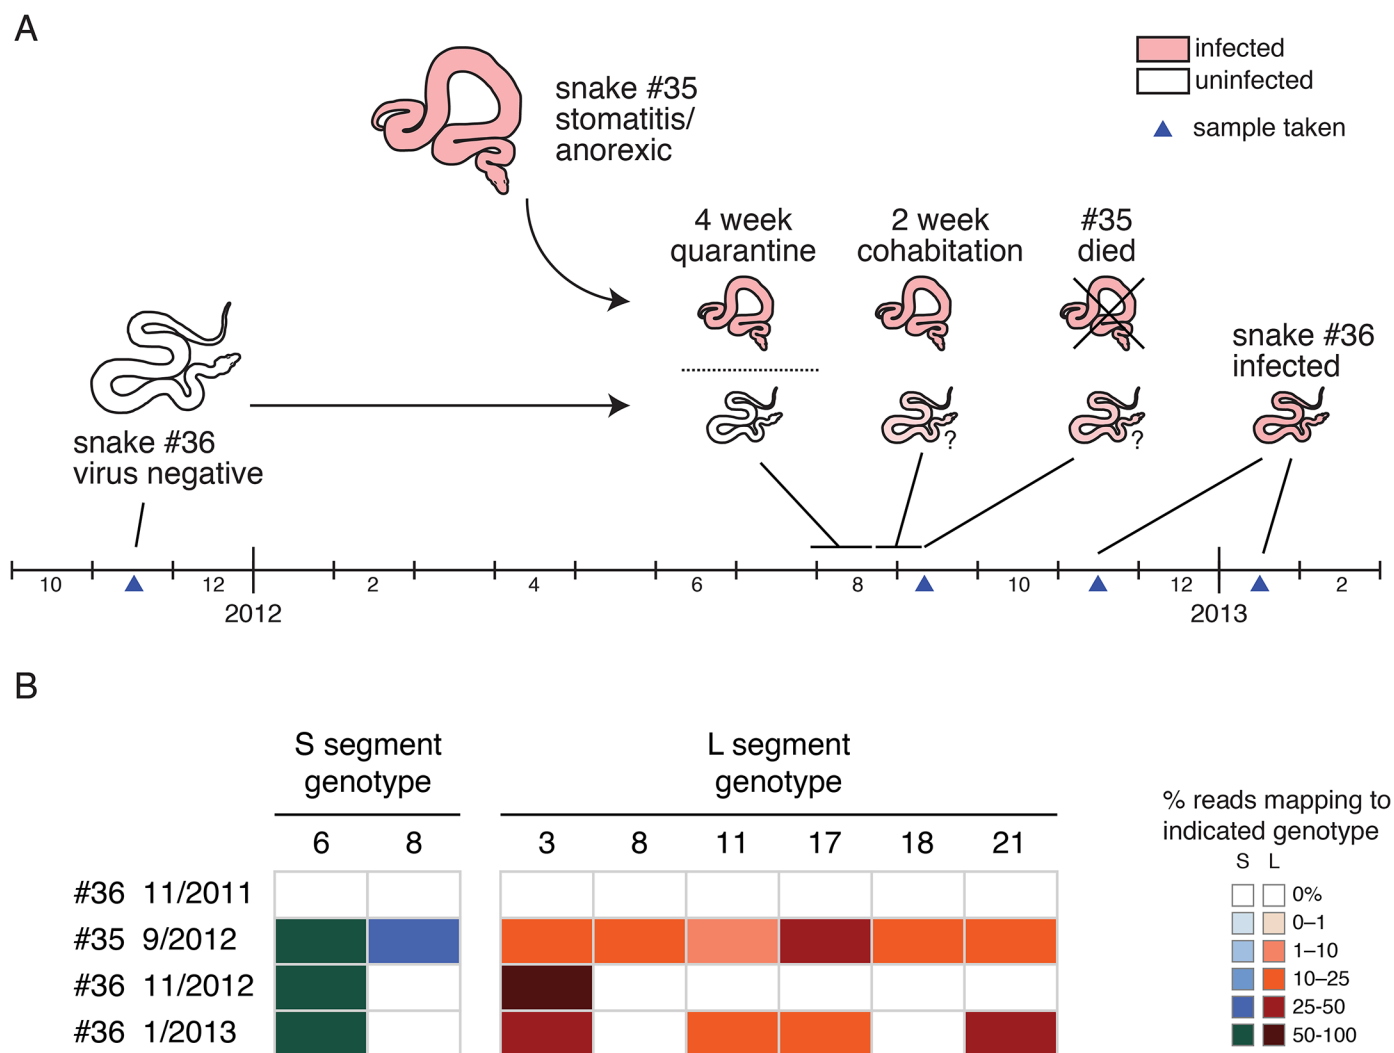 A
infected
uninfected
sample taken
snake #35
stomatitis/
anorexic
4 week
quarantine
2 week
cohabitation
#35
died
snake #36
infected
?
?
snake #36
virus negative
10
12
2
4
6
8
10
12
2
2012
2013
B
S segment
genotype
L segment
genotype
% reads mapping to
indicated genotype
6 8 3 8 11 17 18 21
S L
#36 11/2011
0%
#35 9/2012
0–1
1–10
#36 11/2012
10–25
25-50
#36 1/2013
50-100